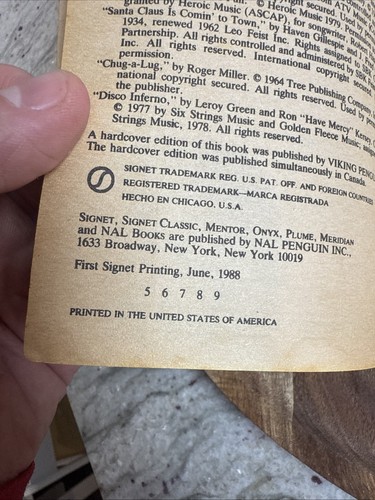 granted by Heroic Music (ASCAP). © Heroic Music 1970.
"Santa Claus Is Comin' to Town," by Haven Gillespie and
1934, renewed 1962 Leo Feist Inc. Rights assigned to SBK
Partnership. All rights controlled and administered by SBK
Inc. All rights reserved. International copyright secured.
permission.
"Chug-a-Lug," by Roger Miller. © 1964 Tree Publishing Company,
national copyright secured. All rights reserved. Used by
the publisher.
"Disco Inferno," by Leroy Green and Ron "Have Mercy" Kersey,
© 1977 by Six Strings Music and Golden Fleece Music;
Strings Music, 1978. All rights reserved.
A hardcover edition of this book was published by VIKING
The hardcover edition was published simultaneously in Canada
SIGNET TRADEMARK REG. U.S. PAT. OFF. AND FOREIGN COUNTRIES
REGISTERED TRADEMARK—MARCA REGISTRADA
HECHO EN CHICAGO, U.S.A.
SIGNET, SIGNET CLASSIC, MENTOR, ONYX, PLUME, MERIDIAN
and NAL BOOKS are published by NAL PENGUIN INC.,
1633 Broadway, New York, New York 10019
First Signet Printing, June, 1988
5 6 7 8 9
PRINTED IN THE UNITED STATES OF AMERICA